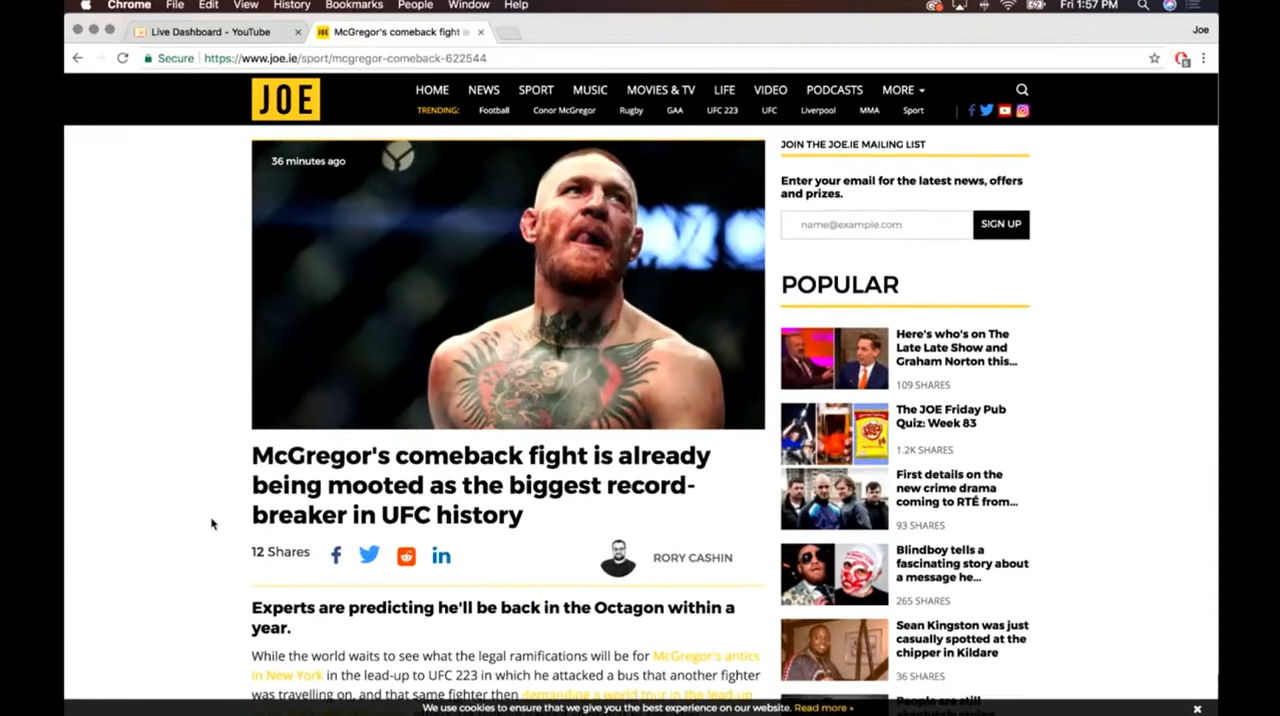 Chrome File Edit View History Bookmarks People Window Help Fri 1:57 PM
Live Dashboard - YouTube
McGregor's comeback fight is
Joe
Secure https://www.joe.ie/sport/mcgregor-comeback-622544
JOE
HOME NEWS SPORT MUSIC MOVIES & TV LIFE VIDEO PODCASTS MORE
TRENDING: Football Conor McGregor Rugby GAA UFC 223 UFC Liverpool MMA Sport
36 minutes ago
McGregor's comeback fight is already
being mooted as the biggest record-
breaker in UFC history
12 Shares
RORY CASHIN
Experts are predicting he'll be back in the Octagon within a
year.
While the world waits to see what the legal ramifications will be for McGregor's antics
in New York in the lead-up to UFC 223 in which he attacked a bus that another fighter
was travelling on, and that same fighter then demanding a world tour in the lead-up
JOIN THE JOE.IE MAILING LIST
Enter your email for the latest news, offers
and prizes.
name@example.com
SIGN UP
POPULAR
Here's who's on The
Late Late Show and
Graham Norton this...
109 SHARES
The JOE Friday Pub
Quiz: Week 83
1.2K SHARES
First details on the
new crime drama
coming to RTÉ from...
93 SHARES
Blindboy tells a
fascinating story about
a message he...
265 SHARES
Sean Kingston was just
casually spotted at the
chipper in Kildare
36 SHARES
People are still
We use cookies to ensure that we give you the best experience on our website. Read more »